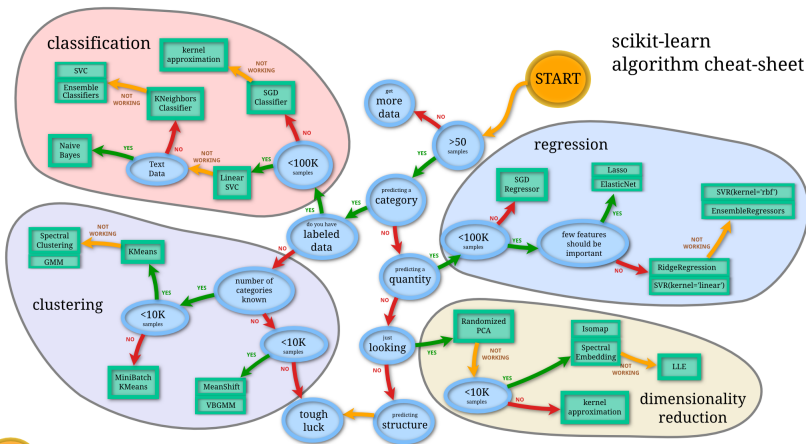 classification
scikit-learn
algorithm cheat-sheet
START
kernel
approximation
NOT
WORKING
SVC
Ensemble
Classifiers
NOT
WORKING
KNeighbors
Classifier
SGD
Classifier
get
more
data
NO
>50
samples
NO
NO
YES
regression
Naive
Bayes
YES
Text
Data
NOT
WORKING
Linear
SVC
YES
<100K
samples
predicting a
category
YES
YES
do you have
labeled
data
NO
NO
SGD
Regressor
NO
<100K
samples
YES
Lasso
ElasticNet
YES
few features
should be
important
NO
SVR(kernel='rbf')
EnsembleRegressors
NOT
WORKING
RidgeRegression
SVR(kernel='linear')
predicting a
quantity
YES
NO
Spectral
Clustering
GMM
NOT
WORKING
KMeans
number of
categories
known
YES
NO
clustering
YES
<10K
samples
NO
<10K
samples
YES
NO
MiniBatch
KMeans
MeanShift
VBGMM
just
looking
YES
NO
Randomized
PCA
NOT
WORKING
Isomap
Spectral
Embedding
NOT
WORKING
LLE
<10K
samples
YES
NO
kernel
approximation
dimensionality
reduction
tough
luck
predicting
structure